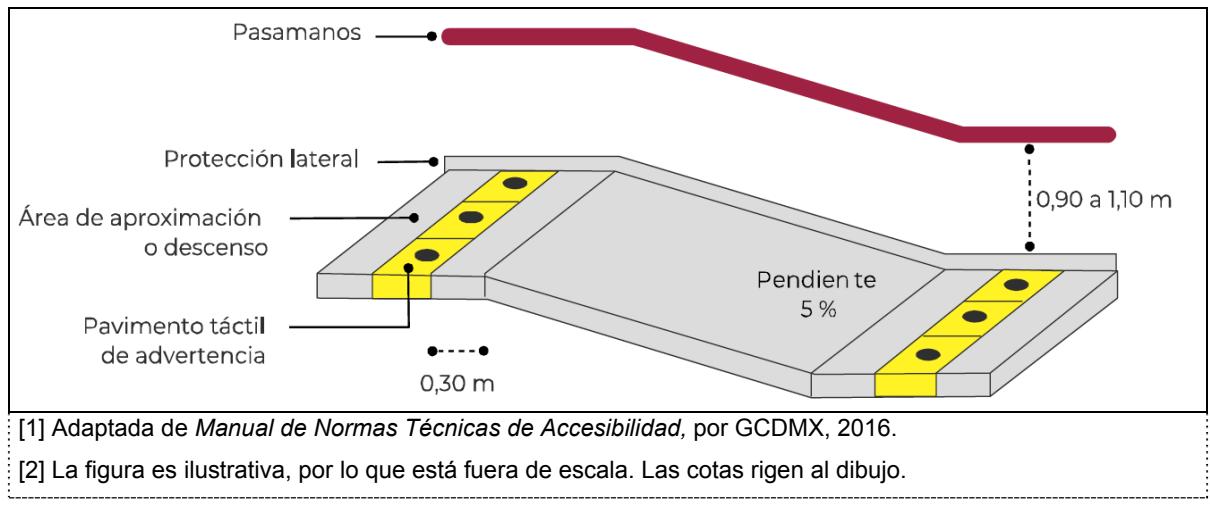 Pasamanos
Protección lateral
Área de aproximación
o descenso
0,90 a 1,10 m
Pendien te
5 %
Pavimento táctil
de advertencia
0,30 m
[1] Adaptada de Manual de Normas Técnicas de Accesibilidad, por GCDMX, 2016.
[2] La figura es ilustrativa, por lo que está fuera de escala. Las cotas rigen al dibujo.